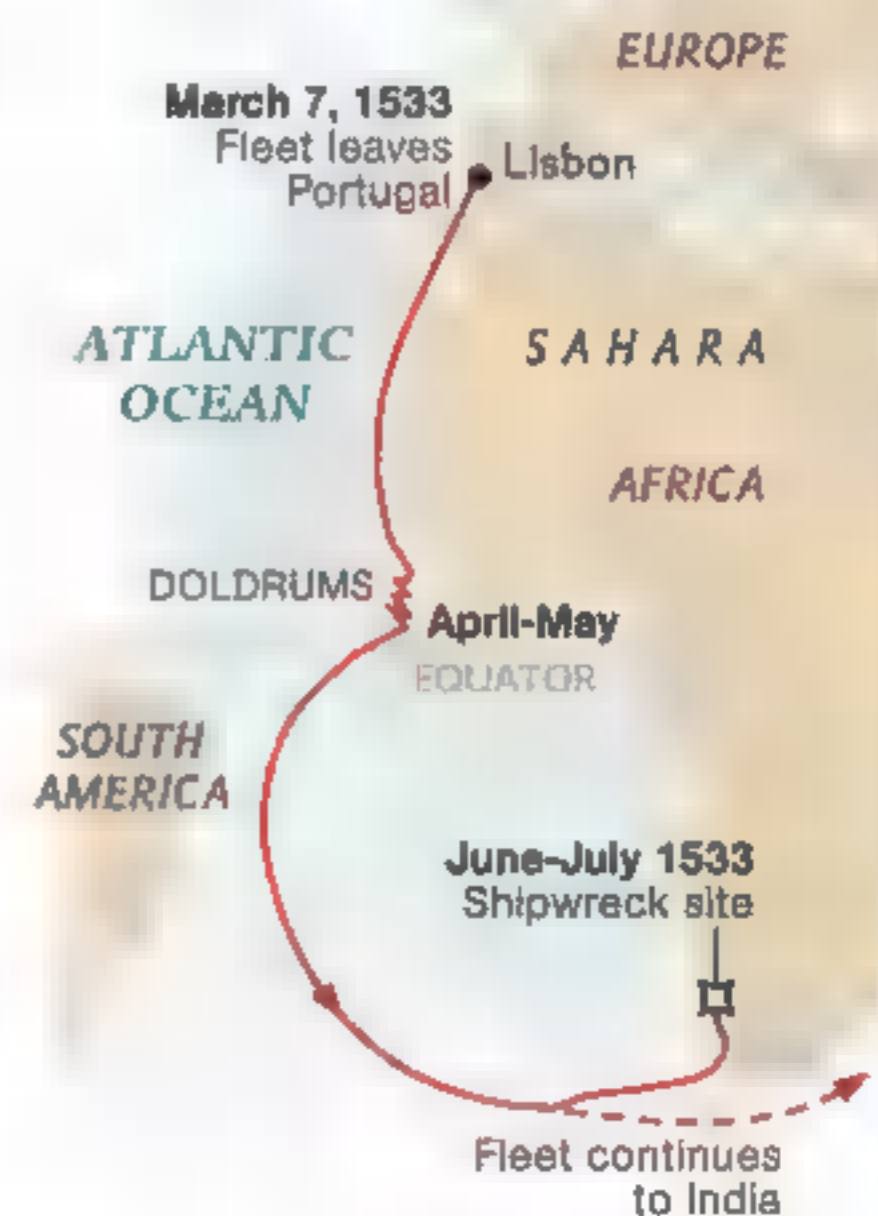 EUROPE
March 7, 1533
Fleet leaves
Portugal
Lisbon
ATLANTIC
OCEAN
SAHARA
AFRICA
DOLDRUMS
April-May
EQUATOR
SOUTH
AMERICA
June-July 1533
Shipwreck site
Fleet continues
to India